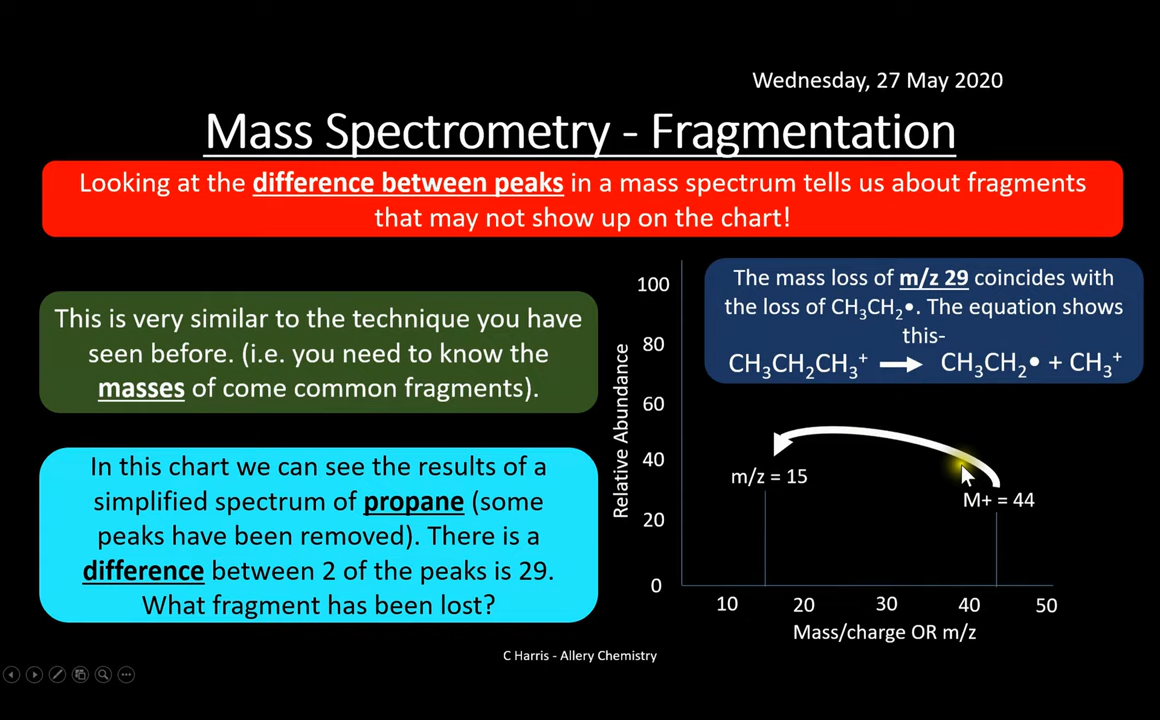 Wednesday, 27 May 2020
Mass Spectrometry - Fragmentation
Looking at the difference between peaks in a mass spectrum tells us about fragments
that may not show up on the chart!
This is very similar to the technique you have
seen before. (i.e. you need to know the
masses of come common fragments).
In this chart we can see the results of a
simplified spectrum of propane (some
peaks have been removed). There is a
difference between 2 of the peaks is 29.
What fragment has been lost?
The mass loss of m/z 29 coincides with
the loss of CH₃CH₂•. The equation shows
this-
CH₃CH₂CH₃⁺ → CH₃CH₂• + CH₃⁺
Relative Abundance
100
80
60
40
20
0
m/z = 15
M+ = 44
10 20 30 40 50
Mass/charge OR m/z
C Harris - Allery Chemistry